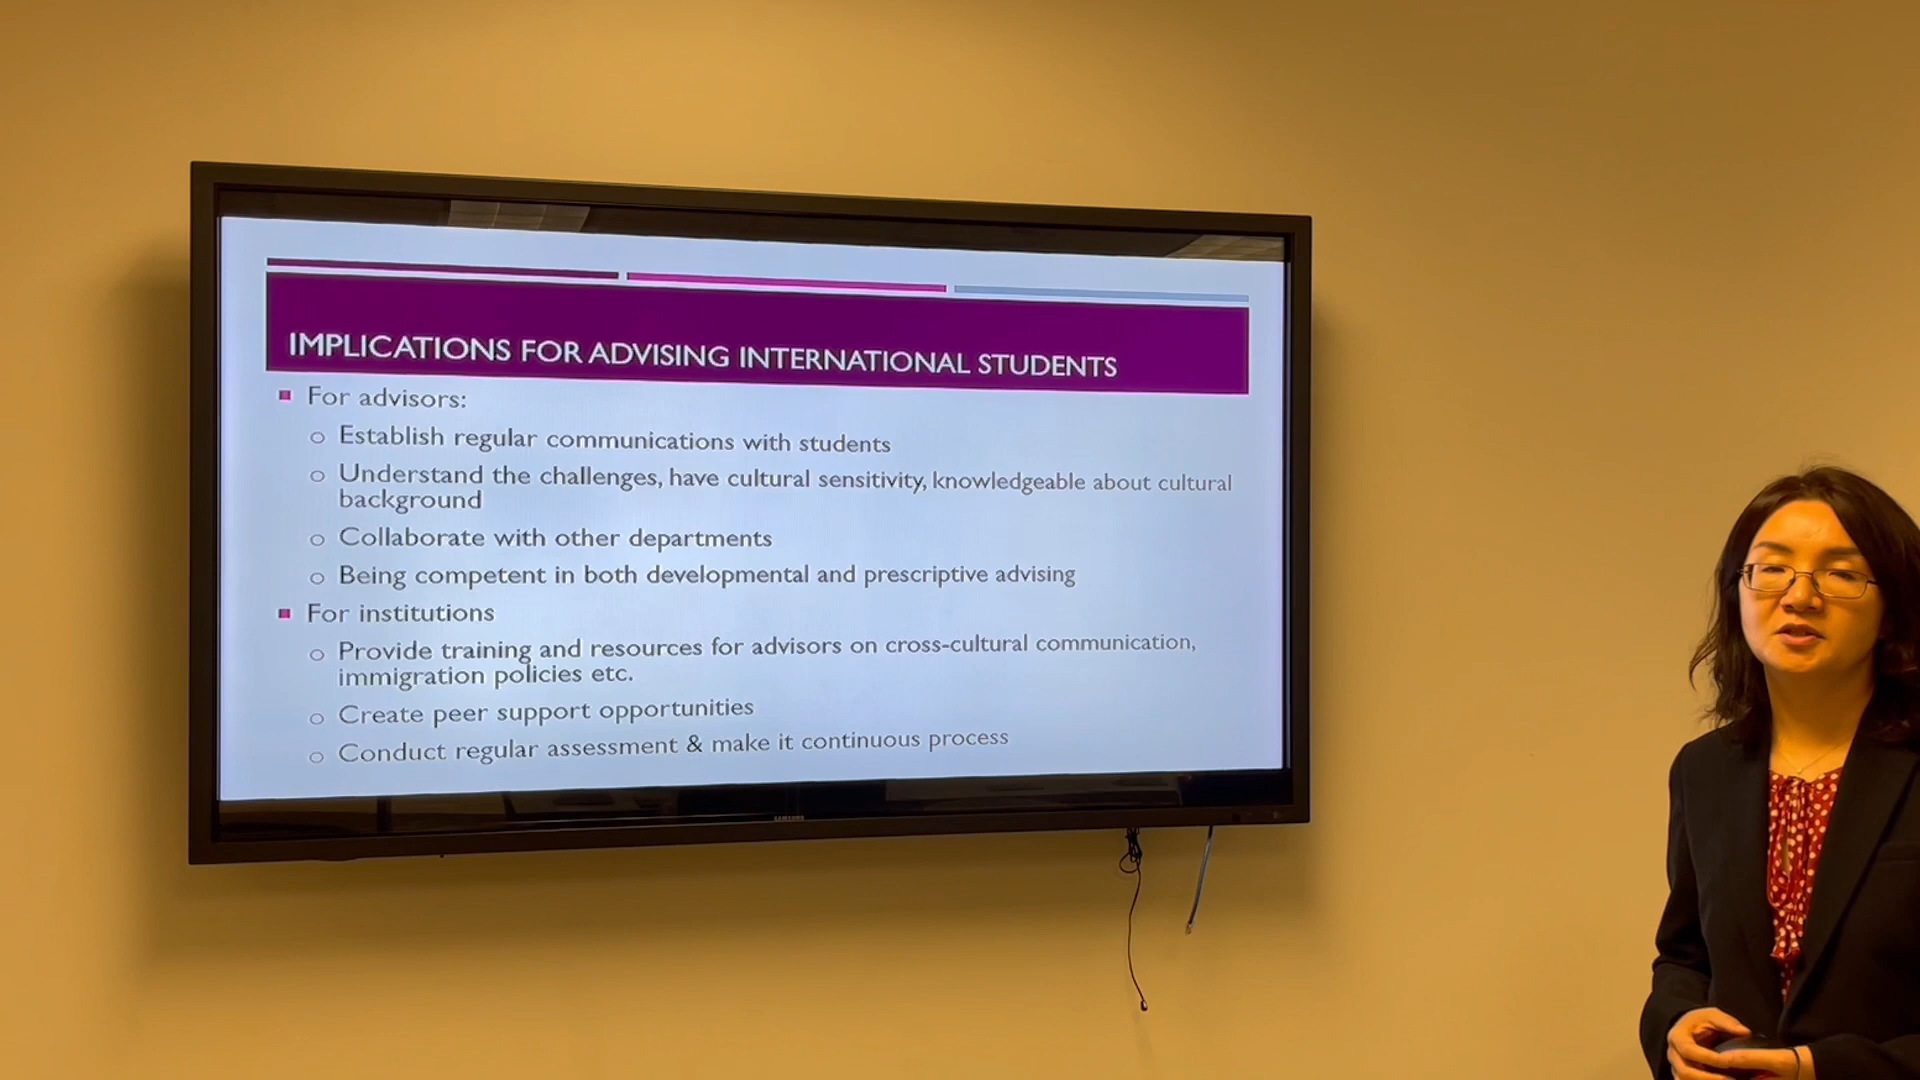 IMPLICATIONS FOR ADVISING INTERNATIONAL STUDENTS
For advisors:
Establish regular communications with students
Understand the challenges, have cultural sensitivity, knowledgeable about cultural
background
Collaborate with other departments
Being competent in both developmental and prescriptive advising
For institutions
Provide training and resources for advisors on cross-cultural communication,
immigration policies etc.
Create peer support opportunities
Conduct regular assessment & make it continuous process
SAMSUNG